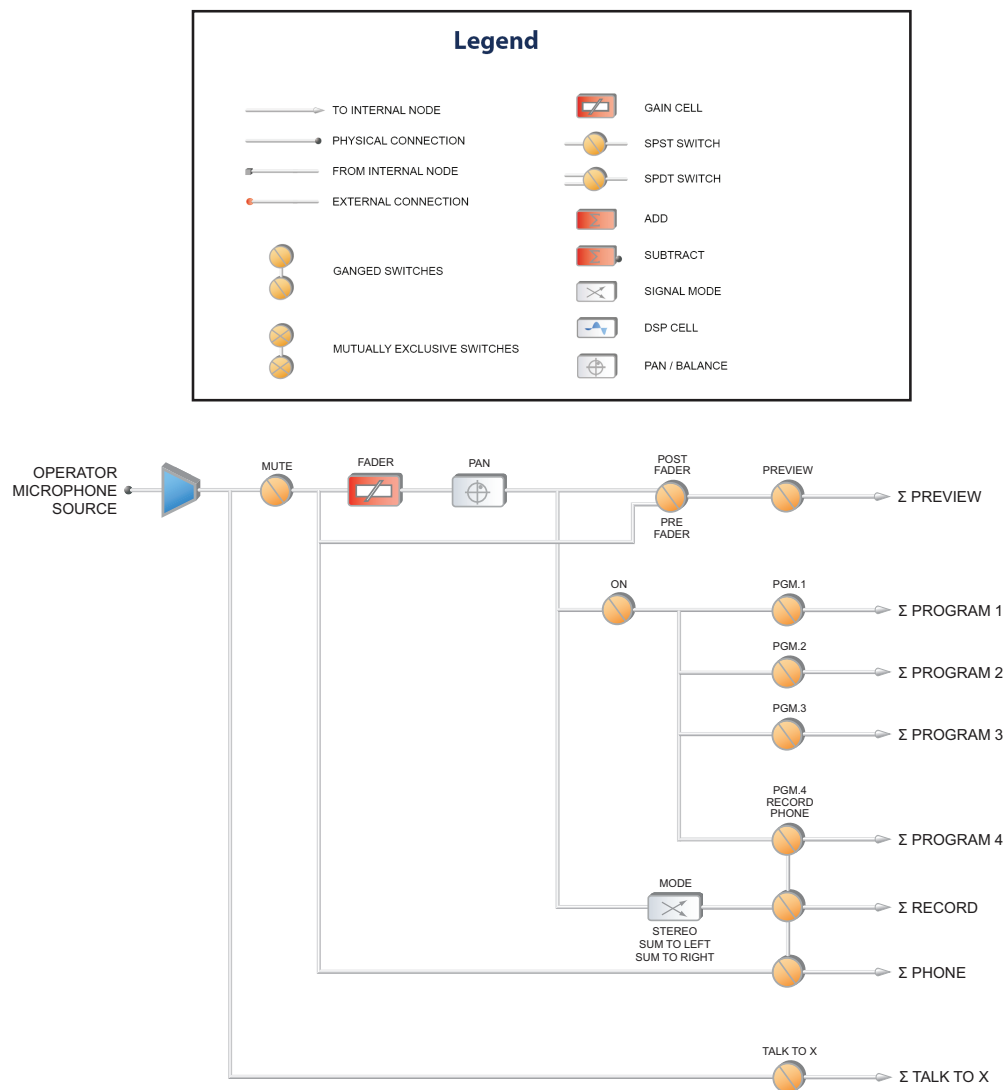 Legend
TO INTERNAL NODE
PHYSICAL CONNECTION
FROM INTERNAL NODE
EXTERNAL CONNECTION
GANGED SWITCHES
MUTUALLY EXCLUSIVE SWITCHES
GAIN CELL
SPST SWITCH
SPDT SWITCH
Σ
ADD
Σ
SUBTRACT
SIGNAL MODE
DSP CELL
PAN / BALANCE
OPERATOR
MICROPHONE
SOURCE
MUTE
FADER
PAN
POST
FADER
PRE
FADER
PREVIEW
Σ PREVIEW
ON
PGM.1
Σ PROGRAM 1
PGM.2
Σ PROGRAM 2
PGM.3
Σ PROGRAM 3
PGM.4
RECORD
PHONE
Σ PROGRAM 4
MODE
STEREO
SUM TO LEFT
SUM TO RIGHT
Σ RECORD
Σ PHONE
TALK TO X
Σ TALK TO X